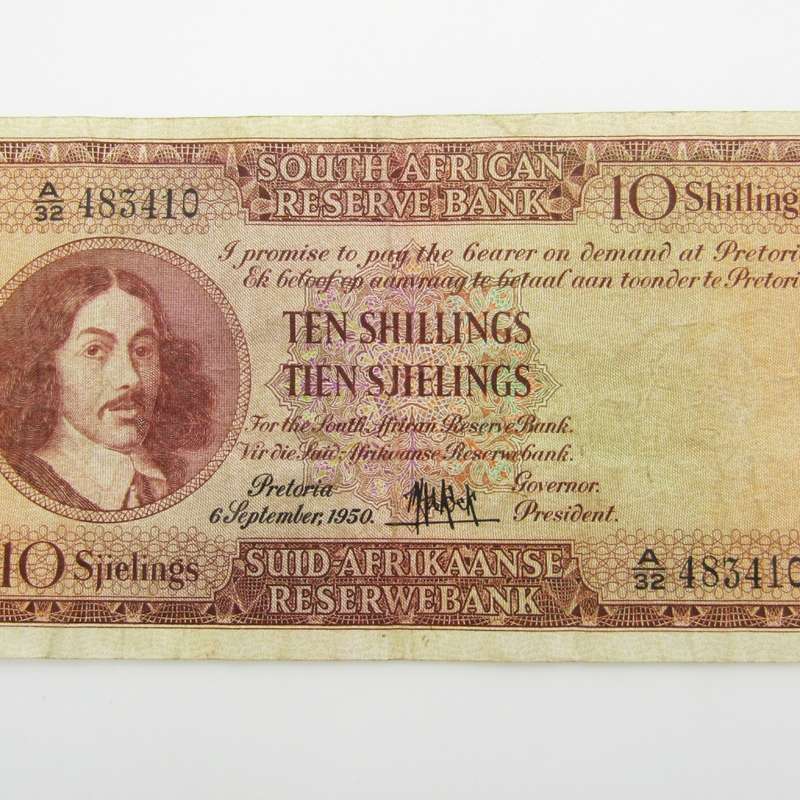 SOUTH AFRICAN
RESERVE BANK
A/32 483410
10 Shilling
I promise to pay the bearer on demand at Pretori
Ek beloof op aanvraag te betaal aan toonder te Pretori
TEN SHILLINGS
TIEN SJIELINGS
For the South African Reserve Bank.
Vir die Suid-Afrikaanse Reserwebank.
Pretoria
6 September, 1950.
Governor.
President.
10 Sjielings
SUID-AFRIKAANSE
RESERWEBANK
A/32 483410